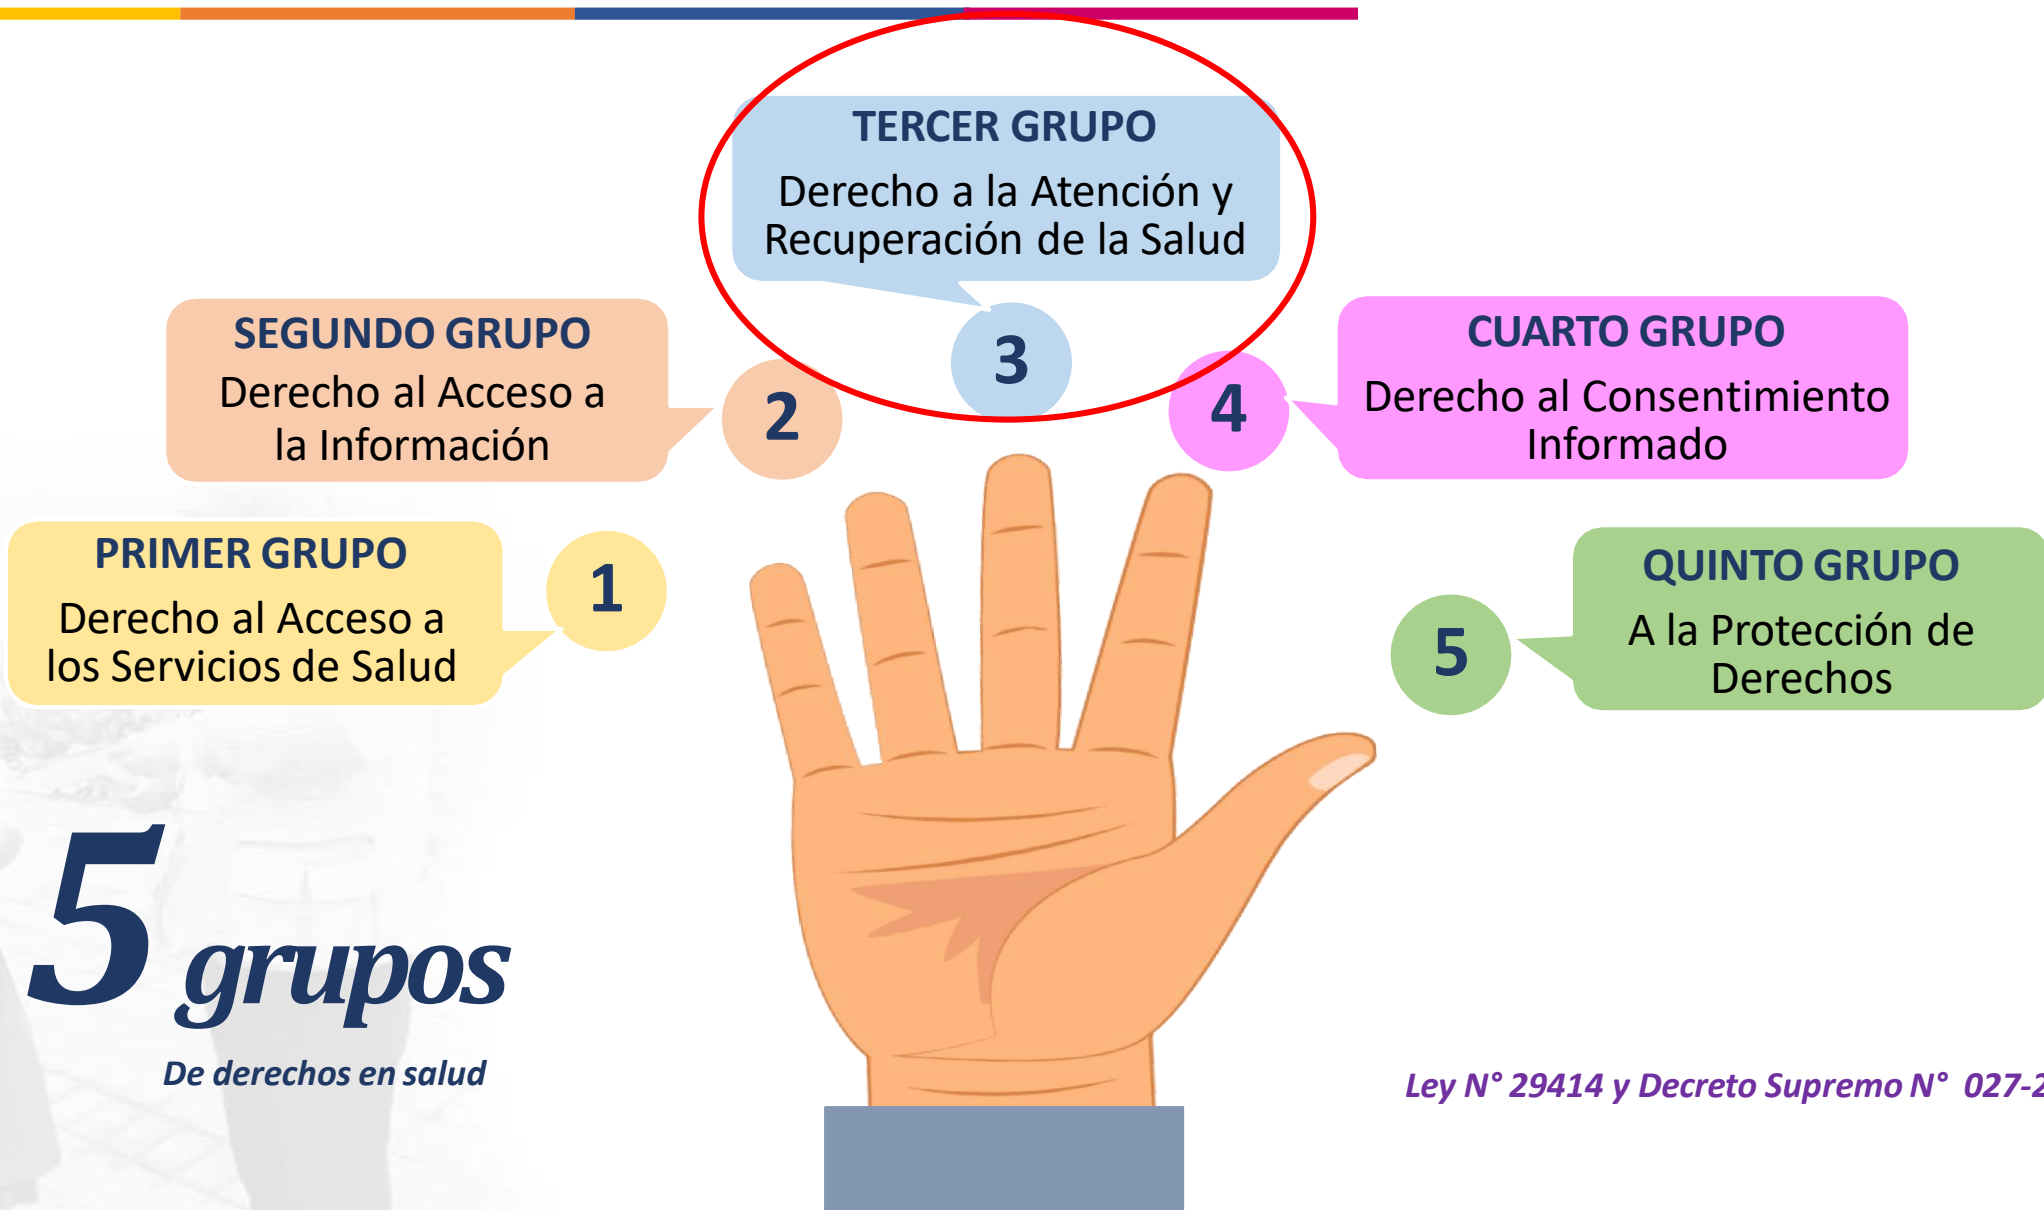 PRIMER GRUPO
Derecho al Acceso a
los Servicios de Salud
1
SEGUNDO GRUPO
Derecho al Acceso a
la Información
2
TERCER GRUPO
Derecho a la Atención y
Recuperación de la Salud
3
CUARTO GRUPO
Derecho al Consentimiento
Informado
4
QUINTO GRUPO
A la Protección de
Derechos
5
5 grupos
De derechos en salud
Ley N° 29414 y Decreto Supremo N° 027-2